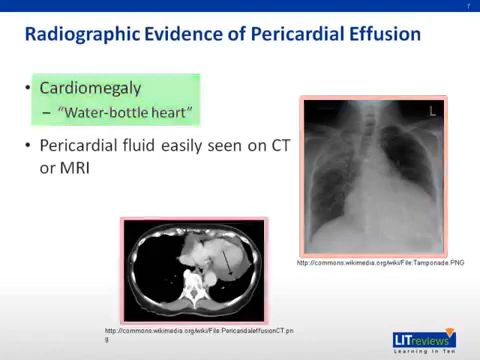 7
Radiographic Evidence of Pericardial Effusion
• Cardiomegaly
– "Water-bottle heart"
• Pericardial fluid easily seen on CT
or MRI
L
http://commons.wikimedia.org/wiki/File:Tamponade.PNG
http://commons.wikimedia.org/wiki/File:PericardialeffusionCT.pn
g
LITreviews
Learning in Ten